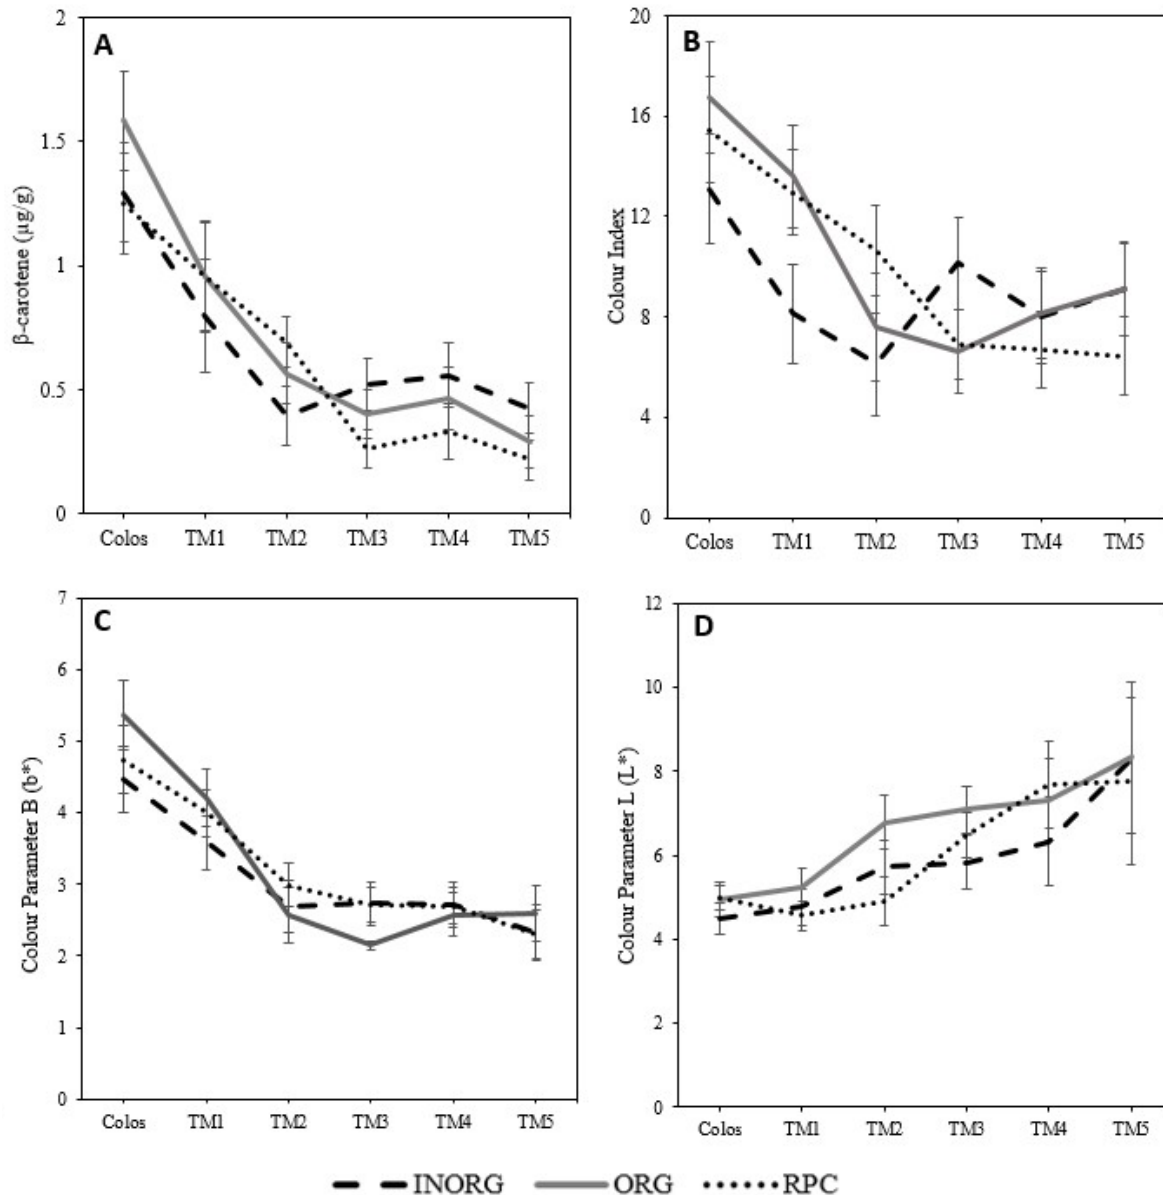 A
β-carotene (µg/g)
2
1.5
1
0.5
0
Colos TM1 TM2 TM3 TM4 TM5
B
Colour Index
20
16
12
8
4
0
Colos TM1 TM2 TM3 TM4 TM5
C
Colour Parameter B (b*)
7
6
5
4
3
2
1
0
Colos TM1 TM2 TM3 TM4 TM5
D
Colour Parameter L (L*)
12
10
8
6
4
2
0
Colos TM1 TM2 TM3 TM4 TM5
INORG ORG RPC